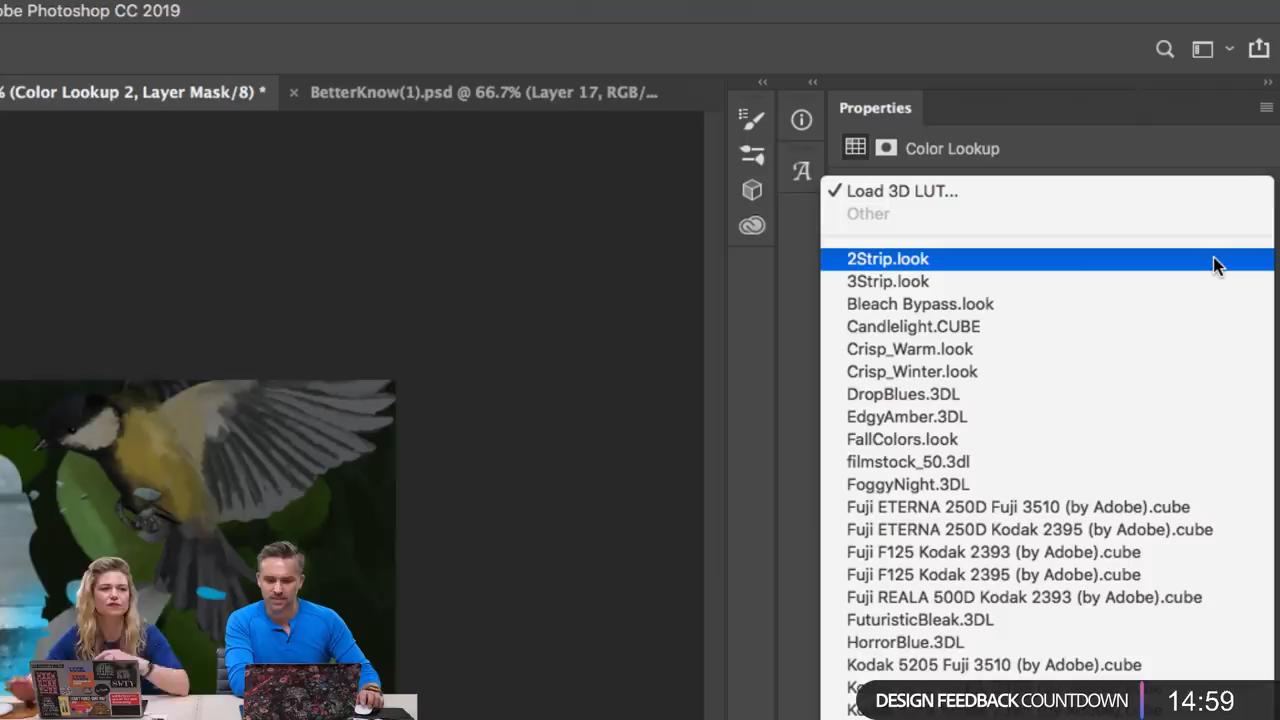 obe Photoshop CC 2019
% (Color Lookup 2, Layer Mask/8) *
× BetterKnow(1).psd @ 66.7% (Layer 17, RGB/...
Properties
Color Lookup
✓ Load 3D LUT...
Other
2Strip.look
3Strip.look
Bleach Bypass.look
Candlelight.CUBE
Crisp_Warm.look
Crisp_Winter.look
DropBlues.3DL
EdgyAmber.3DL
FallColors.look
filmstock_50.3dl
FoggyNight.3DL
Fuji ETERNA 250D Fuji 3510 (by Adobe).cube
Fuji ETERNA 250D Kodak 2395 (by Adobe).cube
Fuji F125 Kodak 2393 (by Adobe).cube
Fuji F125 Kodak 2395 (by Adobe).cube
Fuji REALA 500D Kodak 2393 (by Adobe).cube
FuturisticBleak.3DL
HorrorBlue.3DL
Kodak 5205 Fuji 3510 (by Adobe).cube
DESIGN FEEDBACK COUNTDOWN 14:59